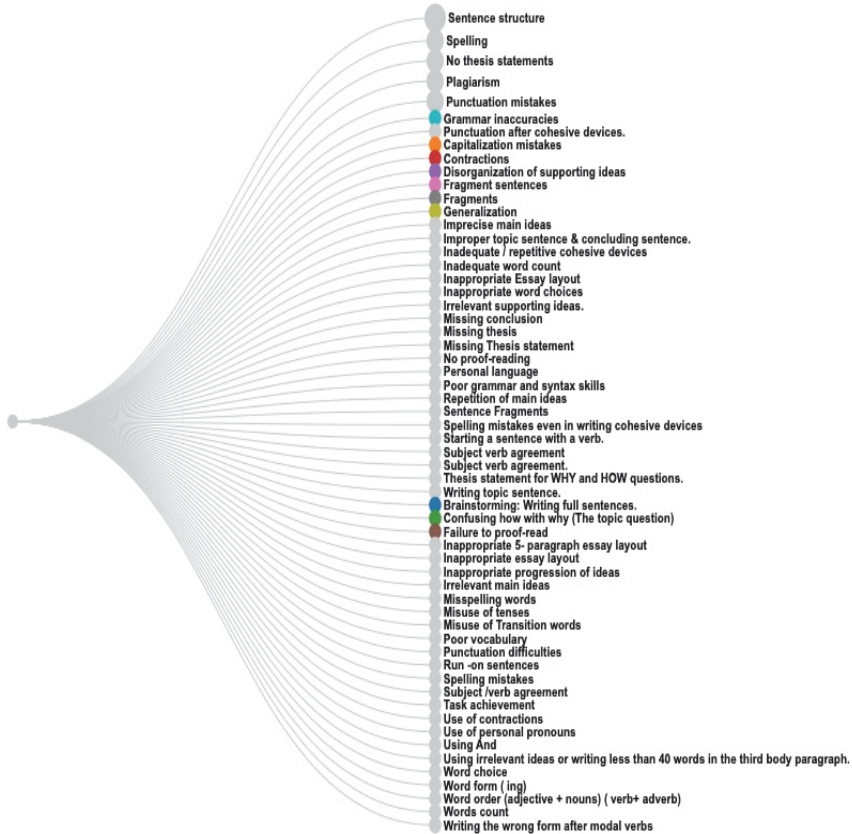 Sentence structure
Spelling
No thesis statements
Plagiarism
Punctuation mistakes
Grammar inaccuracies
Punctuation after cohesive devices.
Capitalization mistakes
Contractions
Disorganization of supporting ideas
Fragment sentences
Fragments
Generalization
Imprecise main ideas
Improper topic sentence & concluding sentence.
Inadequate / repetitive cohesive devices
Inadequate word count
Inappropriate Essay layout
Inappropriate word choices
Irrelevant supporting ideas.
Missing conclusion
Missing thesis
Missing Thesis statement
No proof-reading
Personal language
Poor grammar and syntax skills
Repetition of main ideas
Sentence Fragments
Spelling mistakes even in writing cohesive devices
Starting a sentence with a verb.
Subject verb agreement
Subject verb agreement.
Thesis statement for WHY and HOW questions.
Writing topic sentence.
Brainstorming: Writing full sentences.
Confusing how with why (The topic question)
Failure to proof-read
Inappropriate 5- paragraph essay layout
Inappropriate essay layout
Inappropriate progression of ideas
Irrelevant main ideas
Misspelling words
Misuse of tenses
Misuse of Transition words
Poor vocabulary
Punctuation difficulties
Run -on sentences
Spelling mistakes
Subject /verb agreement
Task achievement
Use of contractions
Use of personal pronouns
Using And
Using irrelevant ideas or writing less than 40 words in the third body paragraph.
Word choice
Word form ( ing)
Word order (adjective + nouns) ( verb+ adverb)
Words count
Writing the wrong form after modal verbs